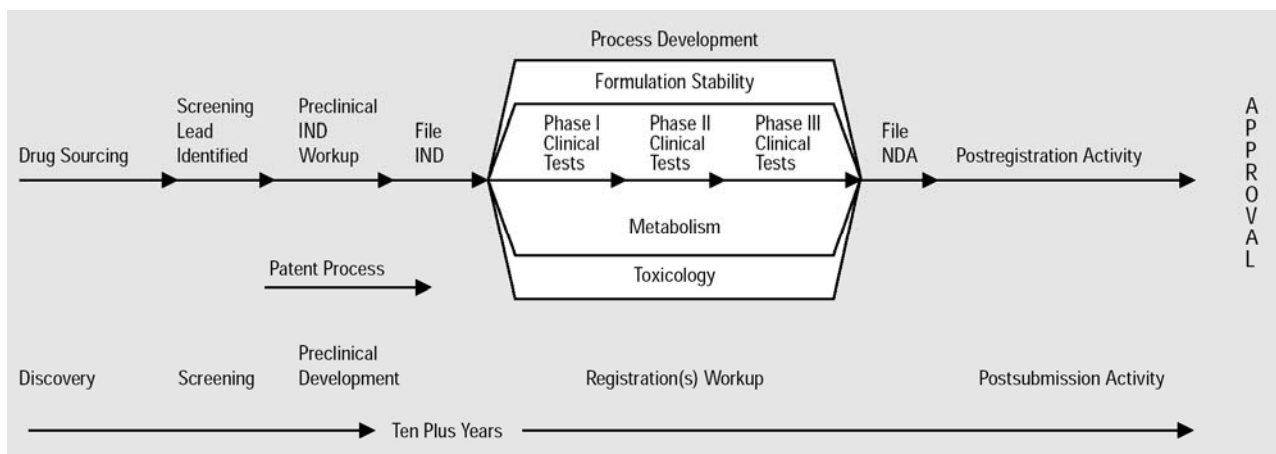 Process Development
Formulation Stability
Drug Sourcing
Screening
Lead
Identified
Preclinical
IND
Workup
File
IND
Phase I
Clinical
Tests
Phase II
Clinical
Tests
Phase III
Clinical
Tests
File
NDA
Postregistration Activity
APPROVAL
Metabolism
Patent Process
Toxicology
Discovery
Screening
Preclinical
Development
Registration(s) Workup
Postsubmission Activity
Ten Plus Years